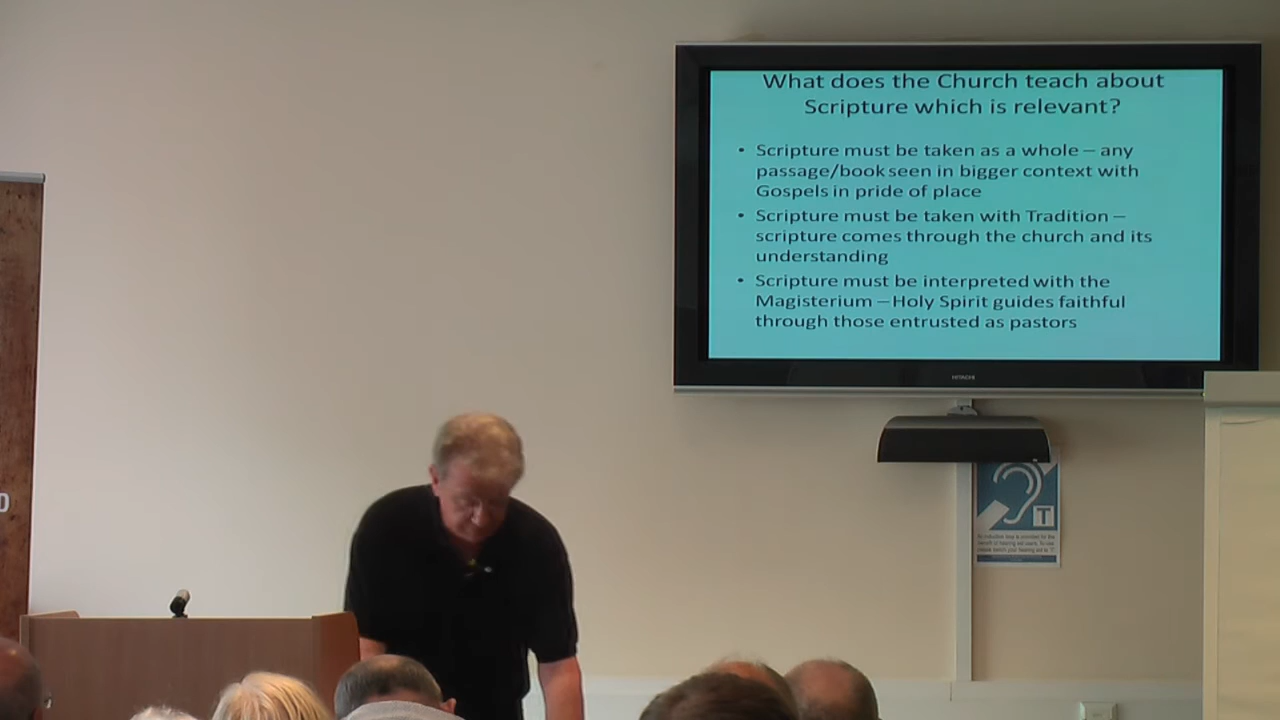 What does the Church teach about
Scripture which is relevant?
• Scripture must be taken as a whole – any
passage/book seen in bigger context with
Gospels in pride of place
• Scripture must be taken with Tradition –
scripture comes through the church and its
understanding
• Scripture must be interpreted with the
Magisterium – Holy Spirit guides faithful
through those entrusted as pastors
HITACHI
T
D